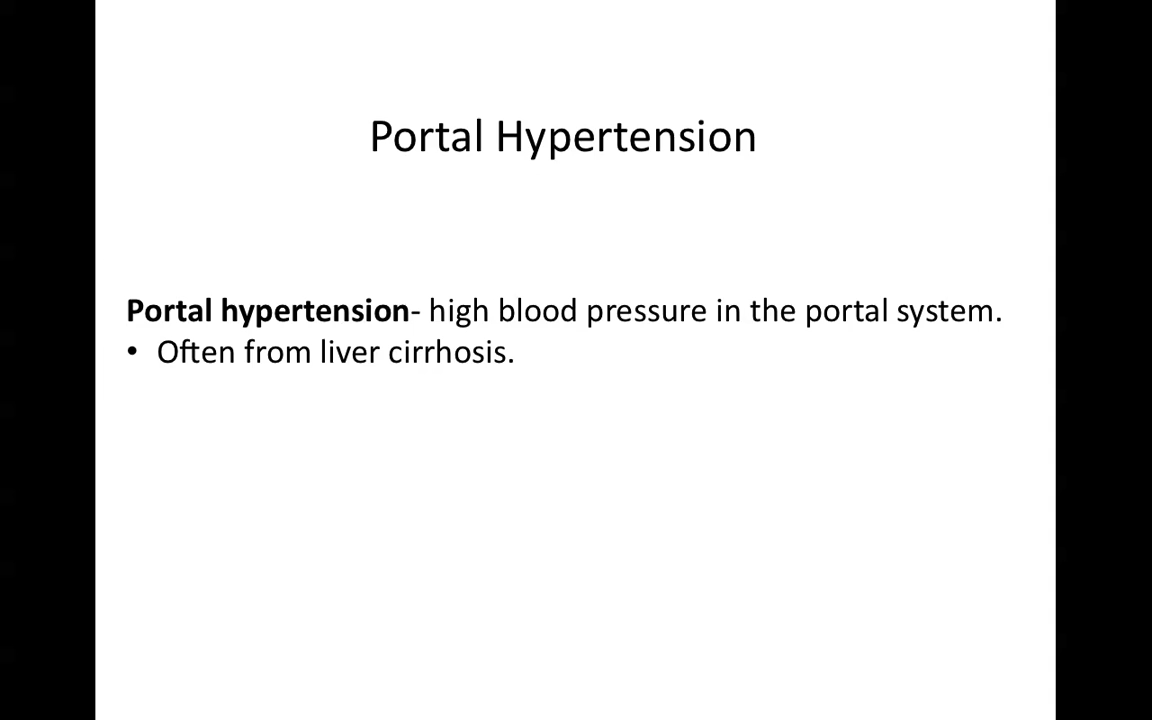 Portal Hypertension
Portal hypertension- high blood pressure in the portal system.
• Often from liver cirrhosis.